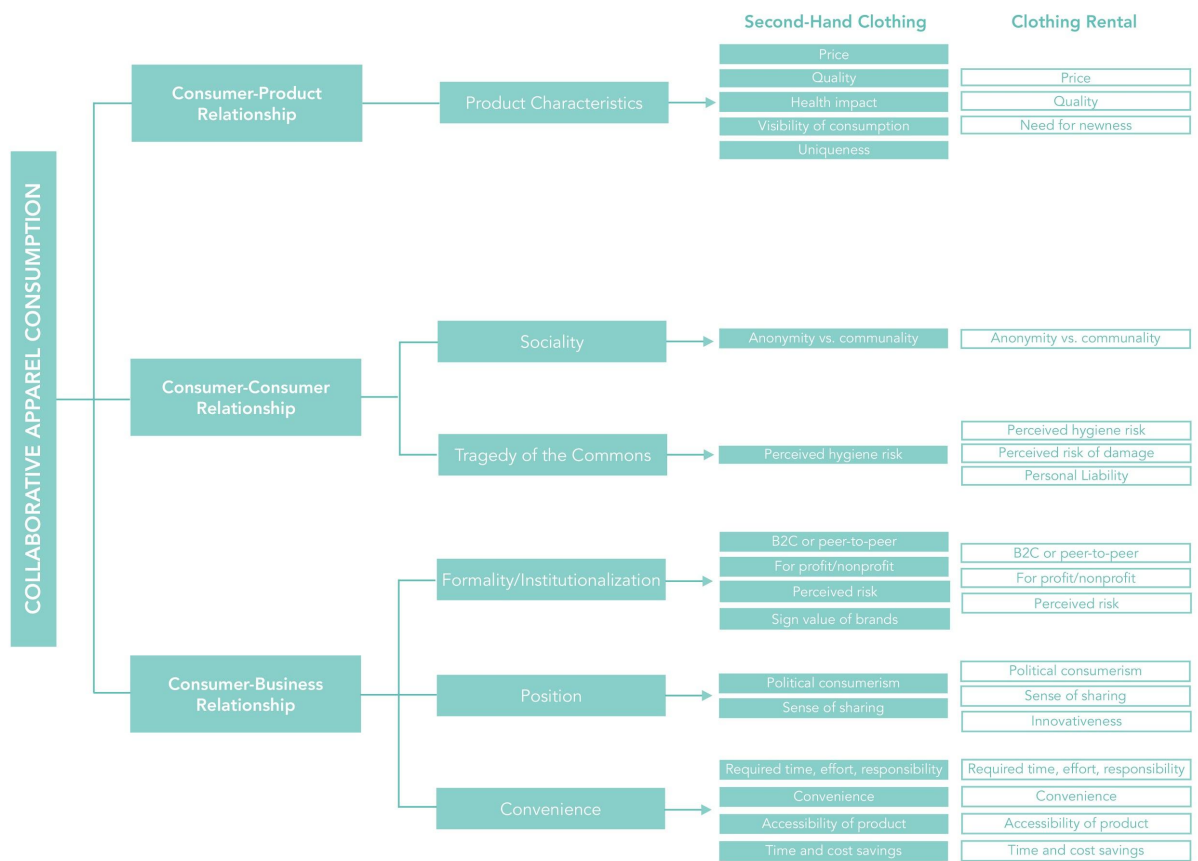 Second-Hand Clothing
Clothing Rental
COLLABORATIVE APPAREL CONSUMPTION
Consumer-Product
Relationship
Product Characteristics
Price
Quality
Health impact
Visibility of consumption
Uniqueness
Price
Quality
Need for newness
Consumer-Consumer
Relationship
Sociality
Anonymity vs. communality
Anonymity vs. communality
Tragedy of the Commons
Perceived hygiene risk
Perceived hygiene risk
Perceived risk of damage
Personal Liability
Consumer-Business
Relationship
Formality/Institutionalization
B2C or peer-to-peer
For profit/nonprofit
Perceived risk
Sign value of brands
B2C or peer-to-peer
For profit/nonprofit
Perceived risk
Position
Political consumerism
Sense of sharing
Political consumerism
Sense of sharing
Innovativeness
Convenience
Required time, effort, responsibility
Convenience
Accessibility of product
Time and cost savings
Required time, effort, responsibility
Convenience
Accessibility of product
Time and cost savings